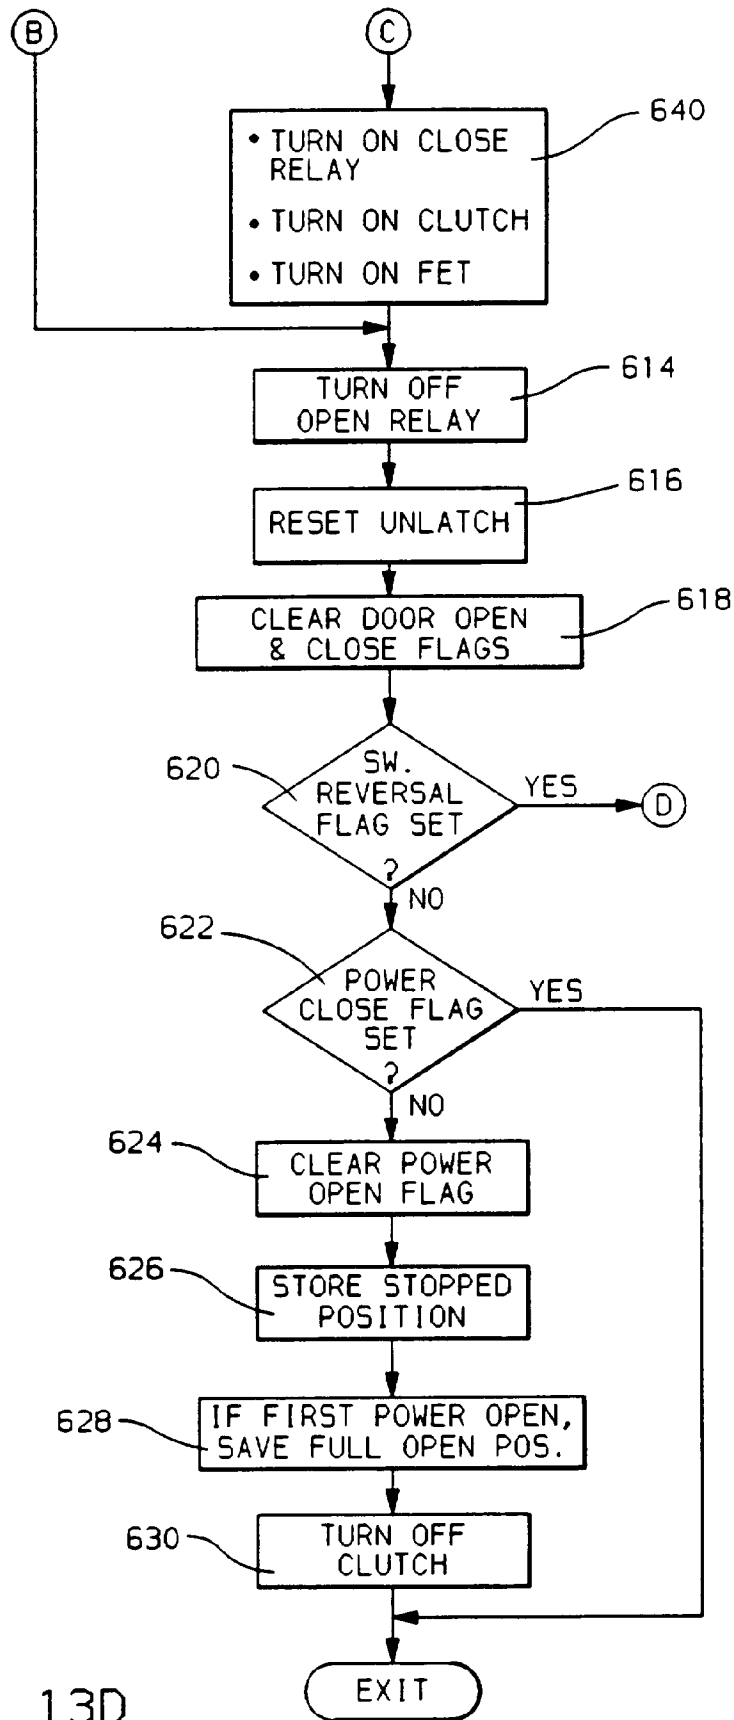 B
C
• TURN ON CLOSE
RELAY
• TURN ON CLUTCH
• TURN ON FET
640
TURN OFF
OPEN RELAY
614
RESET UNLATCH
616
CLEAR DOOR OPEN
& CLOSE FLAGS
618
620
SW.
REVERSAL
FLAG SET
?
YES
D
NO
622
POWER
CLOSE FLAG
SET
?
YES
NO
624
CLEAR POWER
OPEN FLAG
626
STORE STOPPED
POSITION
628
IF FIRST POWER OPEN,
SAVE FULL OPEN POS.
630
TURN OFF
CLUTCH
EXIT
13D